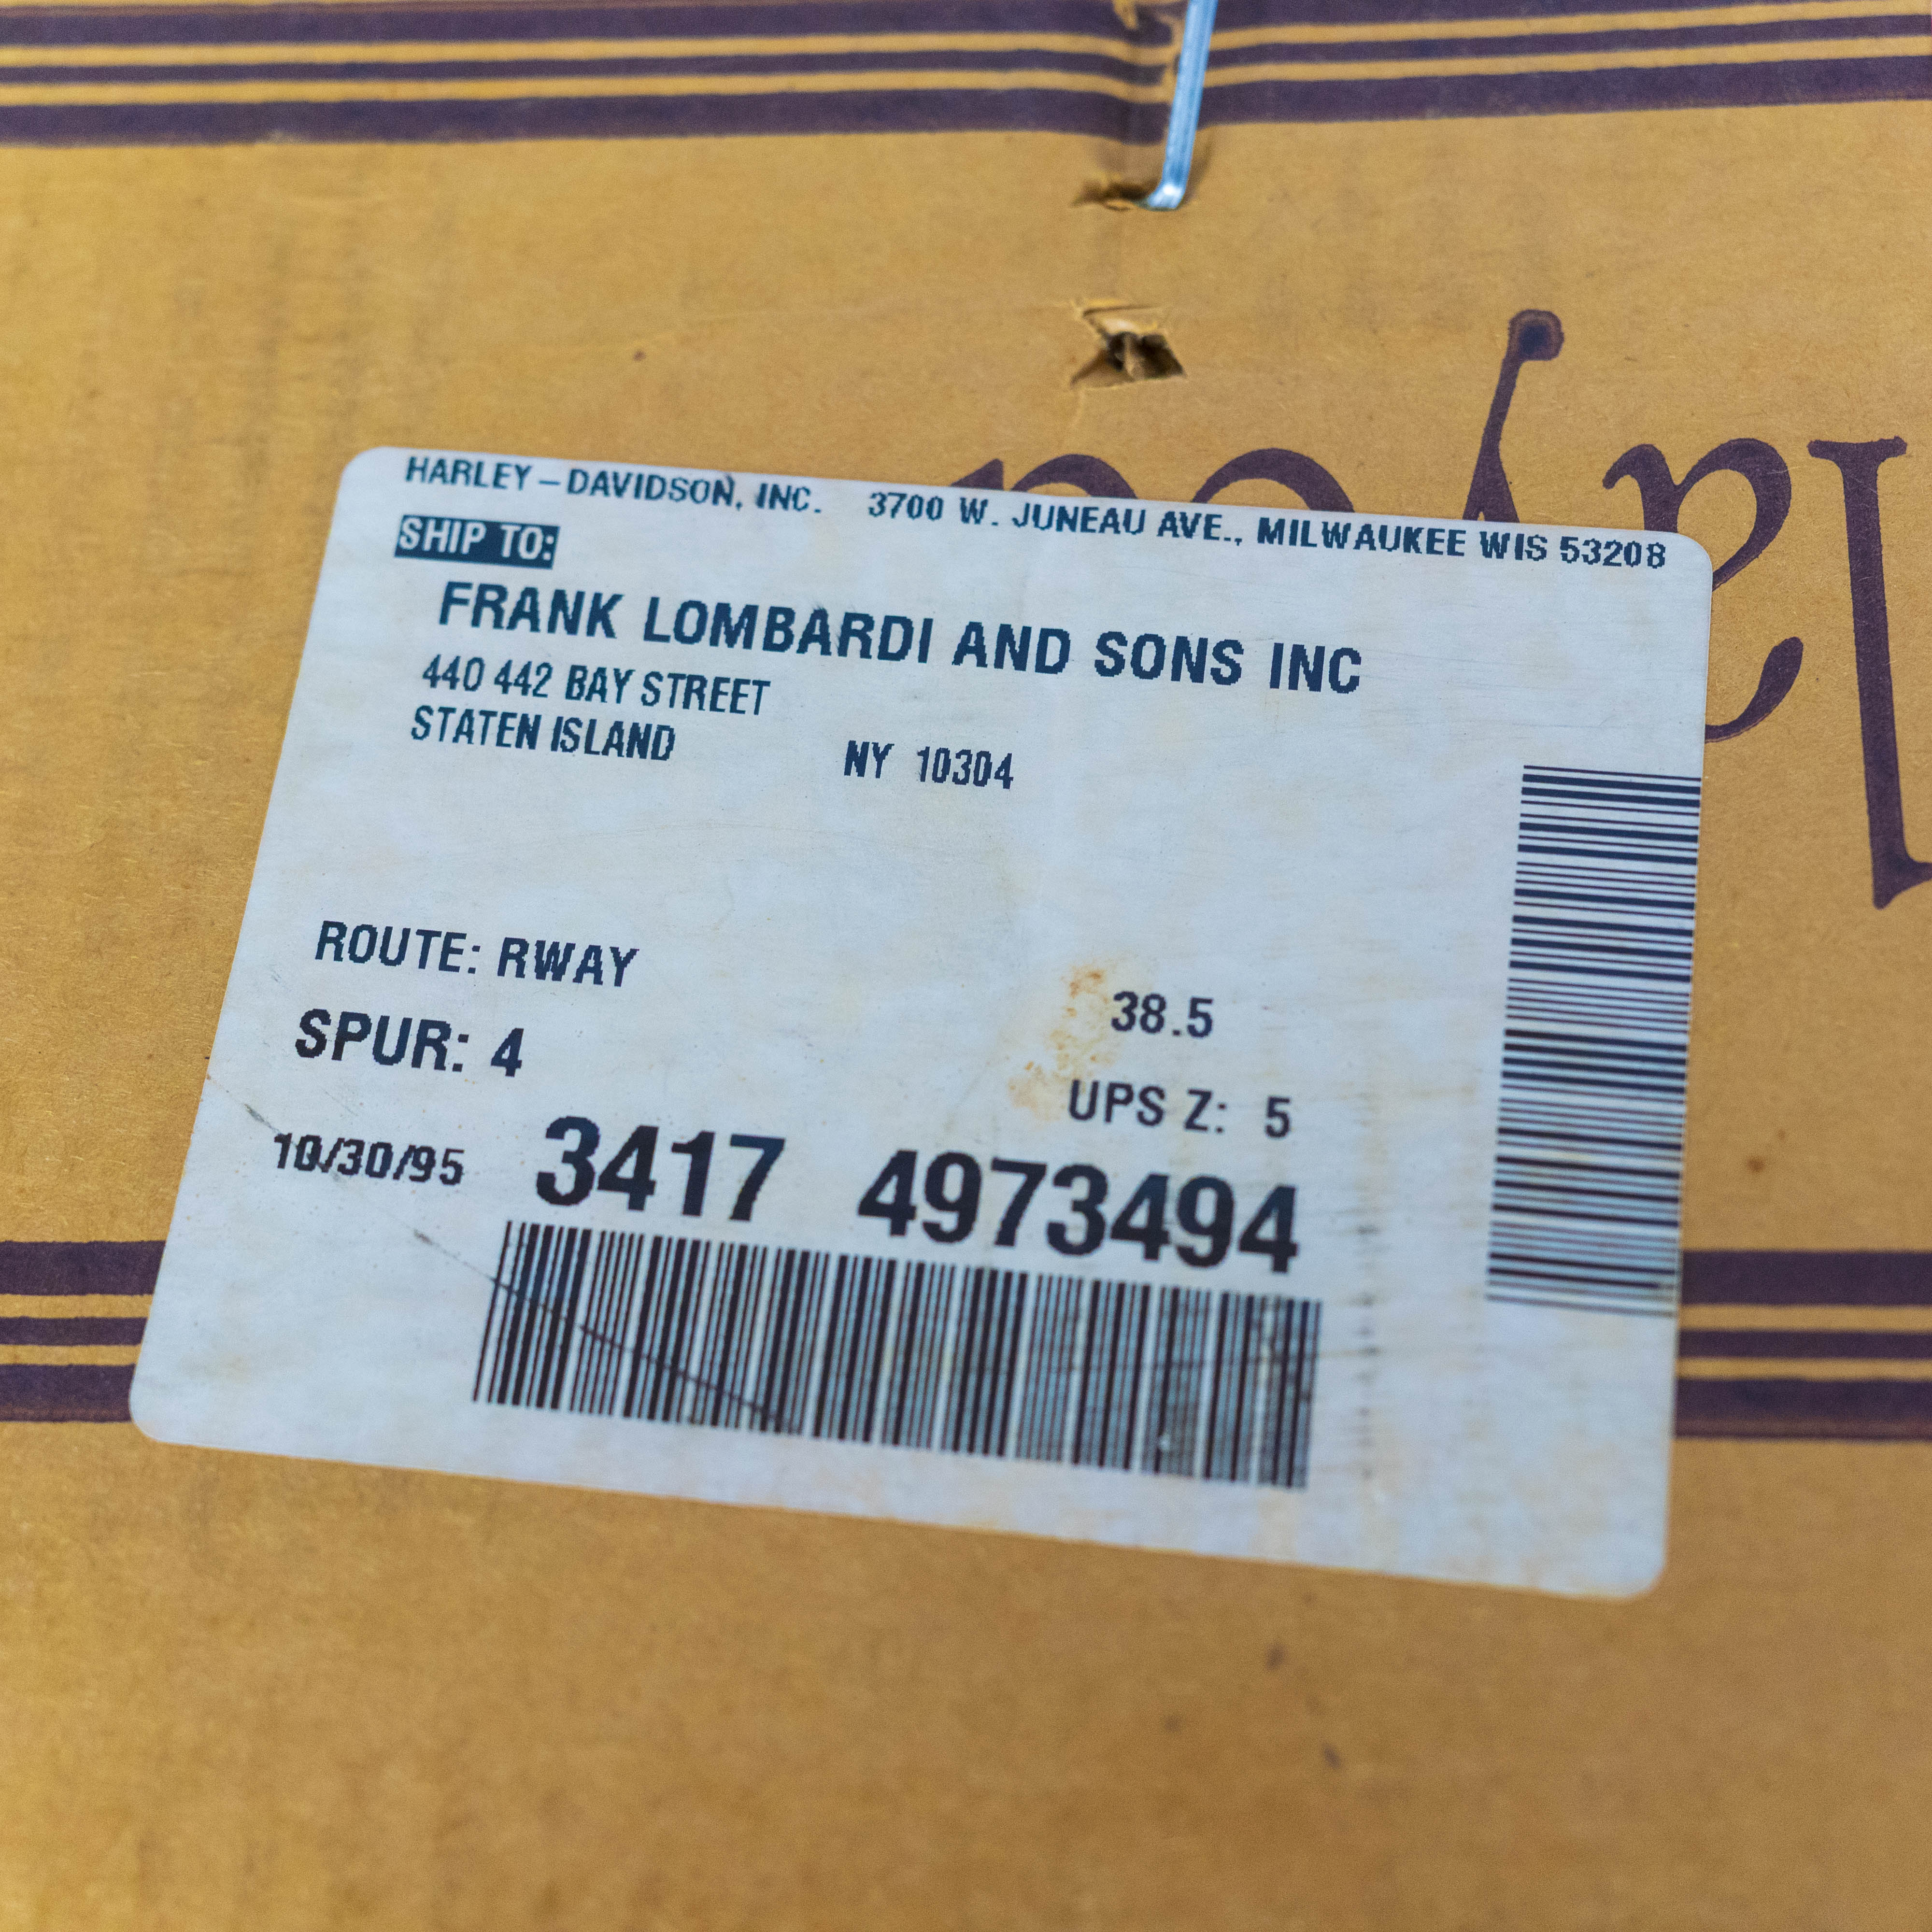 HARLEY-DAVIDSON, INC. 3700 W. JUNEAU AVE., MILWAUKEE WIS 53208
SHIP TO:
FRANK LOMBARDI AND SONS INC
440 442 BAY STREET
STATEN ISLAND NY 10304
ROUTE: RWAY
38.5
SPUR: 4
UPS Z: 5
10/30/95 3417 4973494